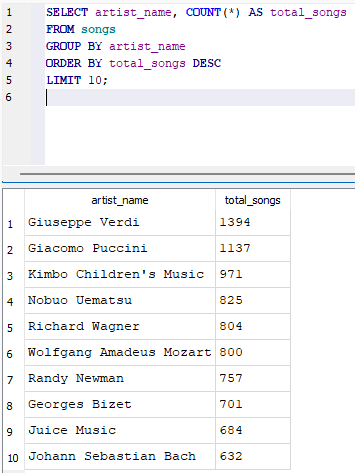 1 SELECT artist_name, COUNT(*) AS total_songs
2 FROM songs
3 GROUP BY artist_name
4 ORDER BY total_songs DESC
5 LIMIT 10;
6
artist_name total_songs
1 Giuseppe Verdi 1394
2 Giacomo Puccini 1137
3 Kimbo Children's Music 971
4 Nobuo Uematsu 825
5 Richard Wagner 804
6 Wolfgang Amadeus Mozart 800
7 Randy Newman 757
8 Georges Bizet 701
9 Juice Music 684
10 Johann Sebastian Bach 632